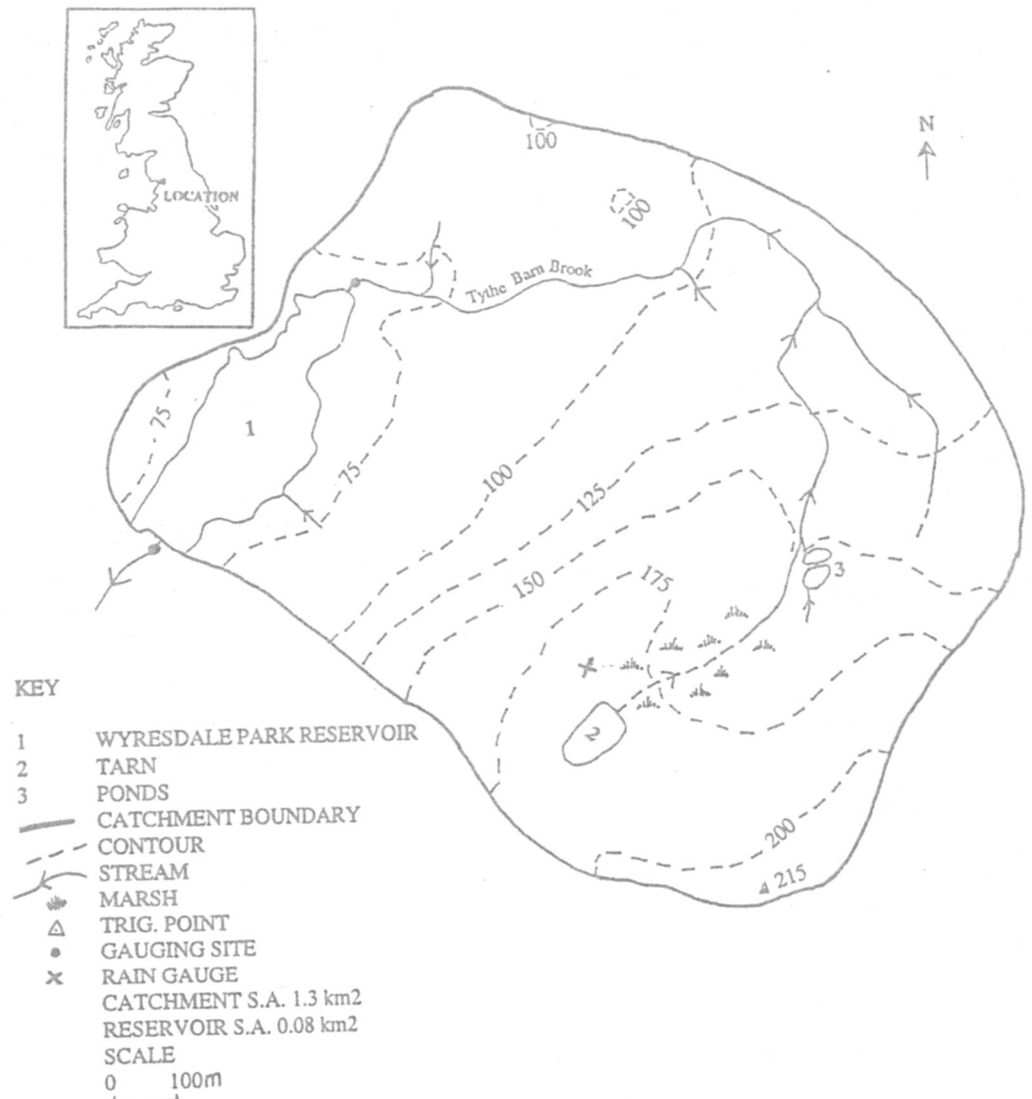 LOCATION
N
100
100
Tythe Barn Brook
75
1
75
100
125
150
175
3
2
200
215
KEY
1 WYRESDALE PARK RESERVOIR
2 TARN
3 PONDS
CATCHMENT BOUNDARY
CONTOUR
STREAM
MARSH
TRIG. POINT
GAUGING SITE
RAIN GAUGE
CATCHMENT S.A. 1.3 km2
RESERVOIR S.A. 0.08 km2
SCALE
0 100m